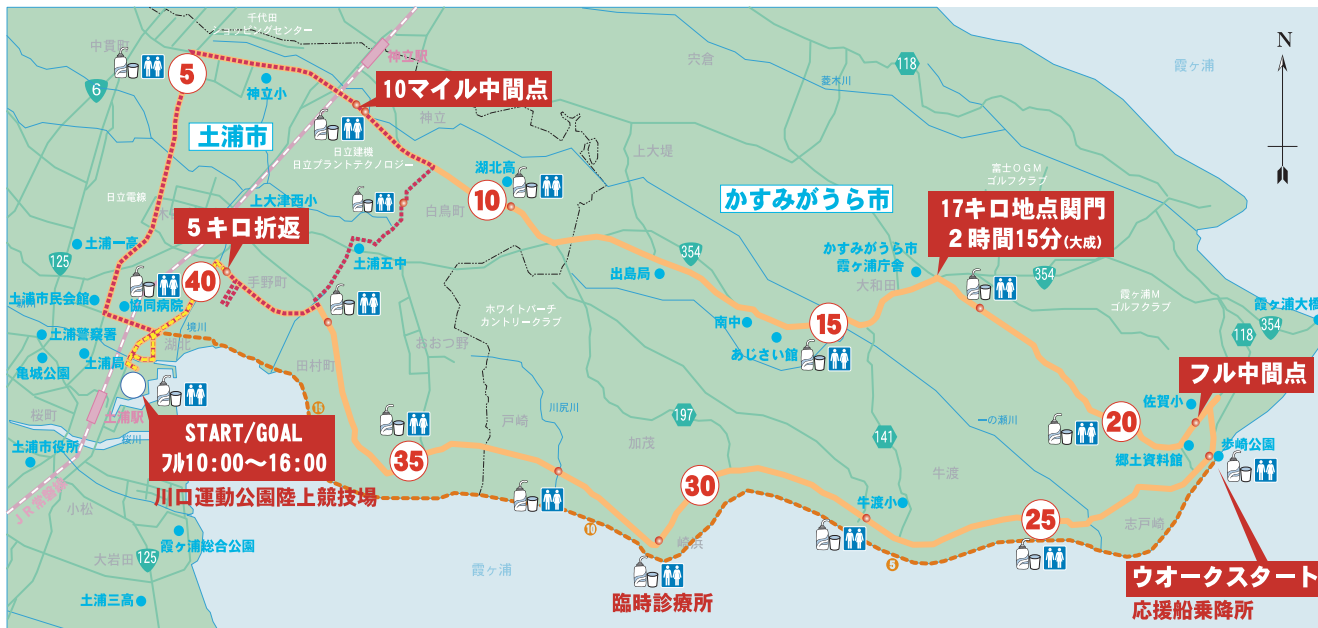 千代田
ショッピングセンター
中貫町
神立駅
宍倉
118
霞ヶ浦
N
5
6
神立小
10マイル中間点
菱木川
神立
土浦市
日立建機
日立プラントテクノロジー
上大堤
富士OGM
ゴルフクラブ
湖北高
10
白鳥町
かすみがうら市
日立電線
上大津西小
17キロ地点関門
2時間15分(大成)
5キロ折返
土浦一高
土浦五中
354
かすみがうら市
霞ヶ浦庁舎
125
手野町
出島局
大和田
354
40
土浦市民会館
協同病院
霞ヶ浦M
ゴルフクラブ
ホワイトバーチ
カントリークラブ
南中
15
霞ヶ浦大橋
境川
土浦警察署
湖北
おおつ野
あじさい館
118
354
土浦局
亀城公園
田村町
フル中間点
15
佐賀小
桜町
土浦駅
川尻川
戸崎
197
一の瀬川
20
START/GOAL
フル10:00〜16:00
桜川
加茂
141
歩崎公園
土浦市役所
35
郷土資料館
牛渡
川口運動公園陸上競技場
30
JR常磐線
小松
牛渡小
25
志戸崎
10
霞ヶ浦総合公園
崎浜
大岩田
125
5
霞ヶ浦
ウオークスタート
臨時診療所
応援船乗降所
土浦三高